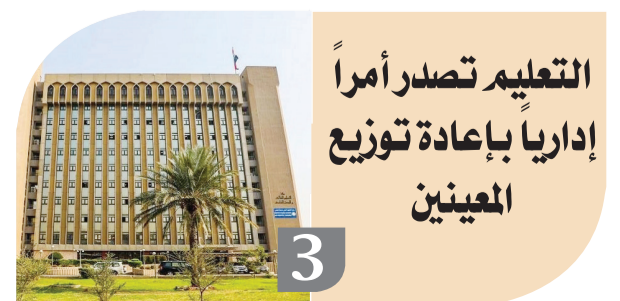 التعليم تصدر أمراً
إدارياً بإعادة توزيع
المعينين
3